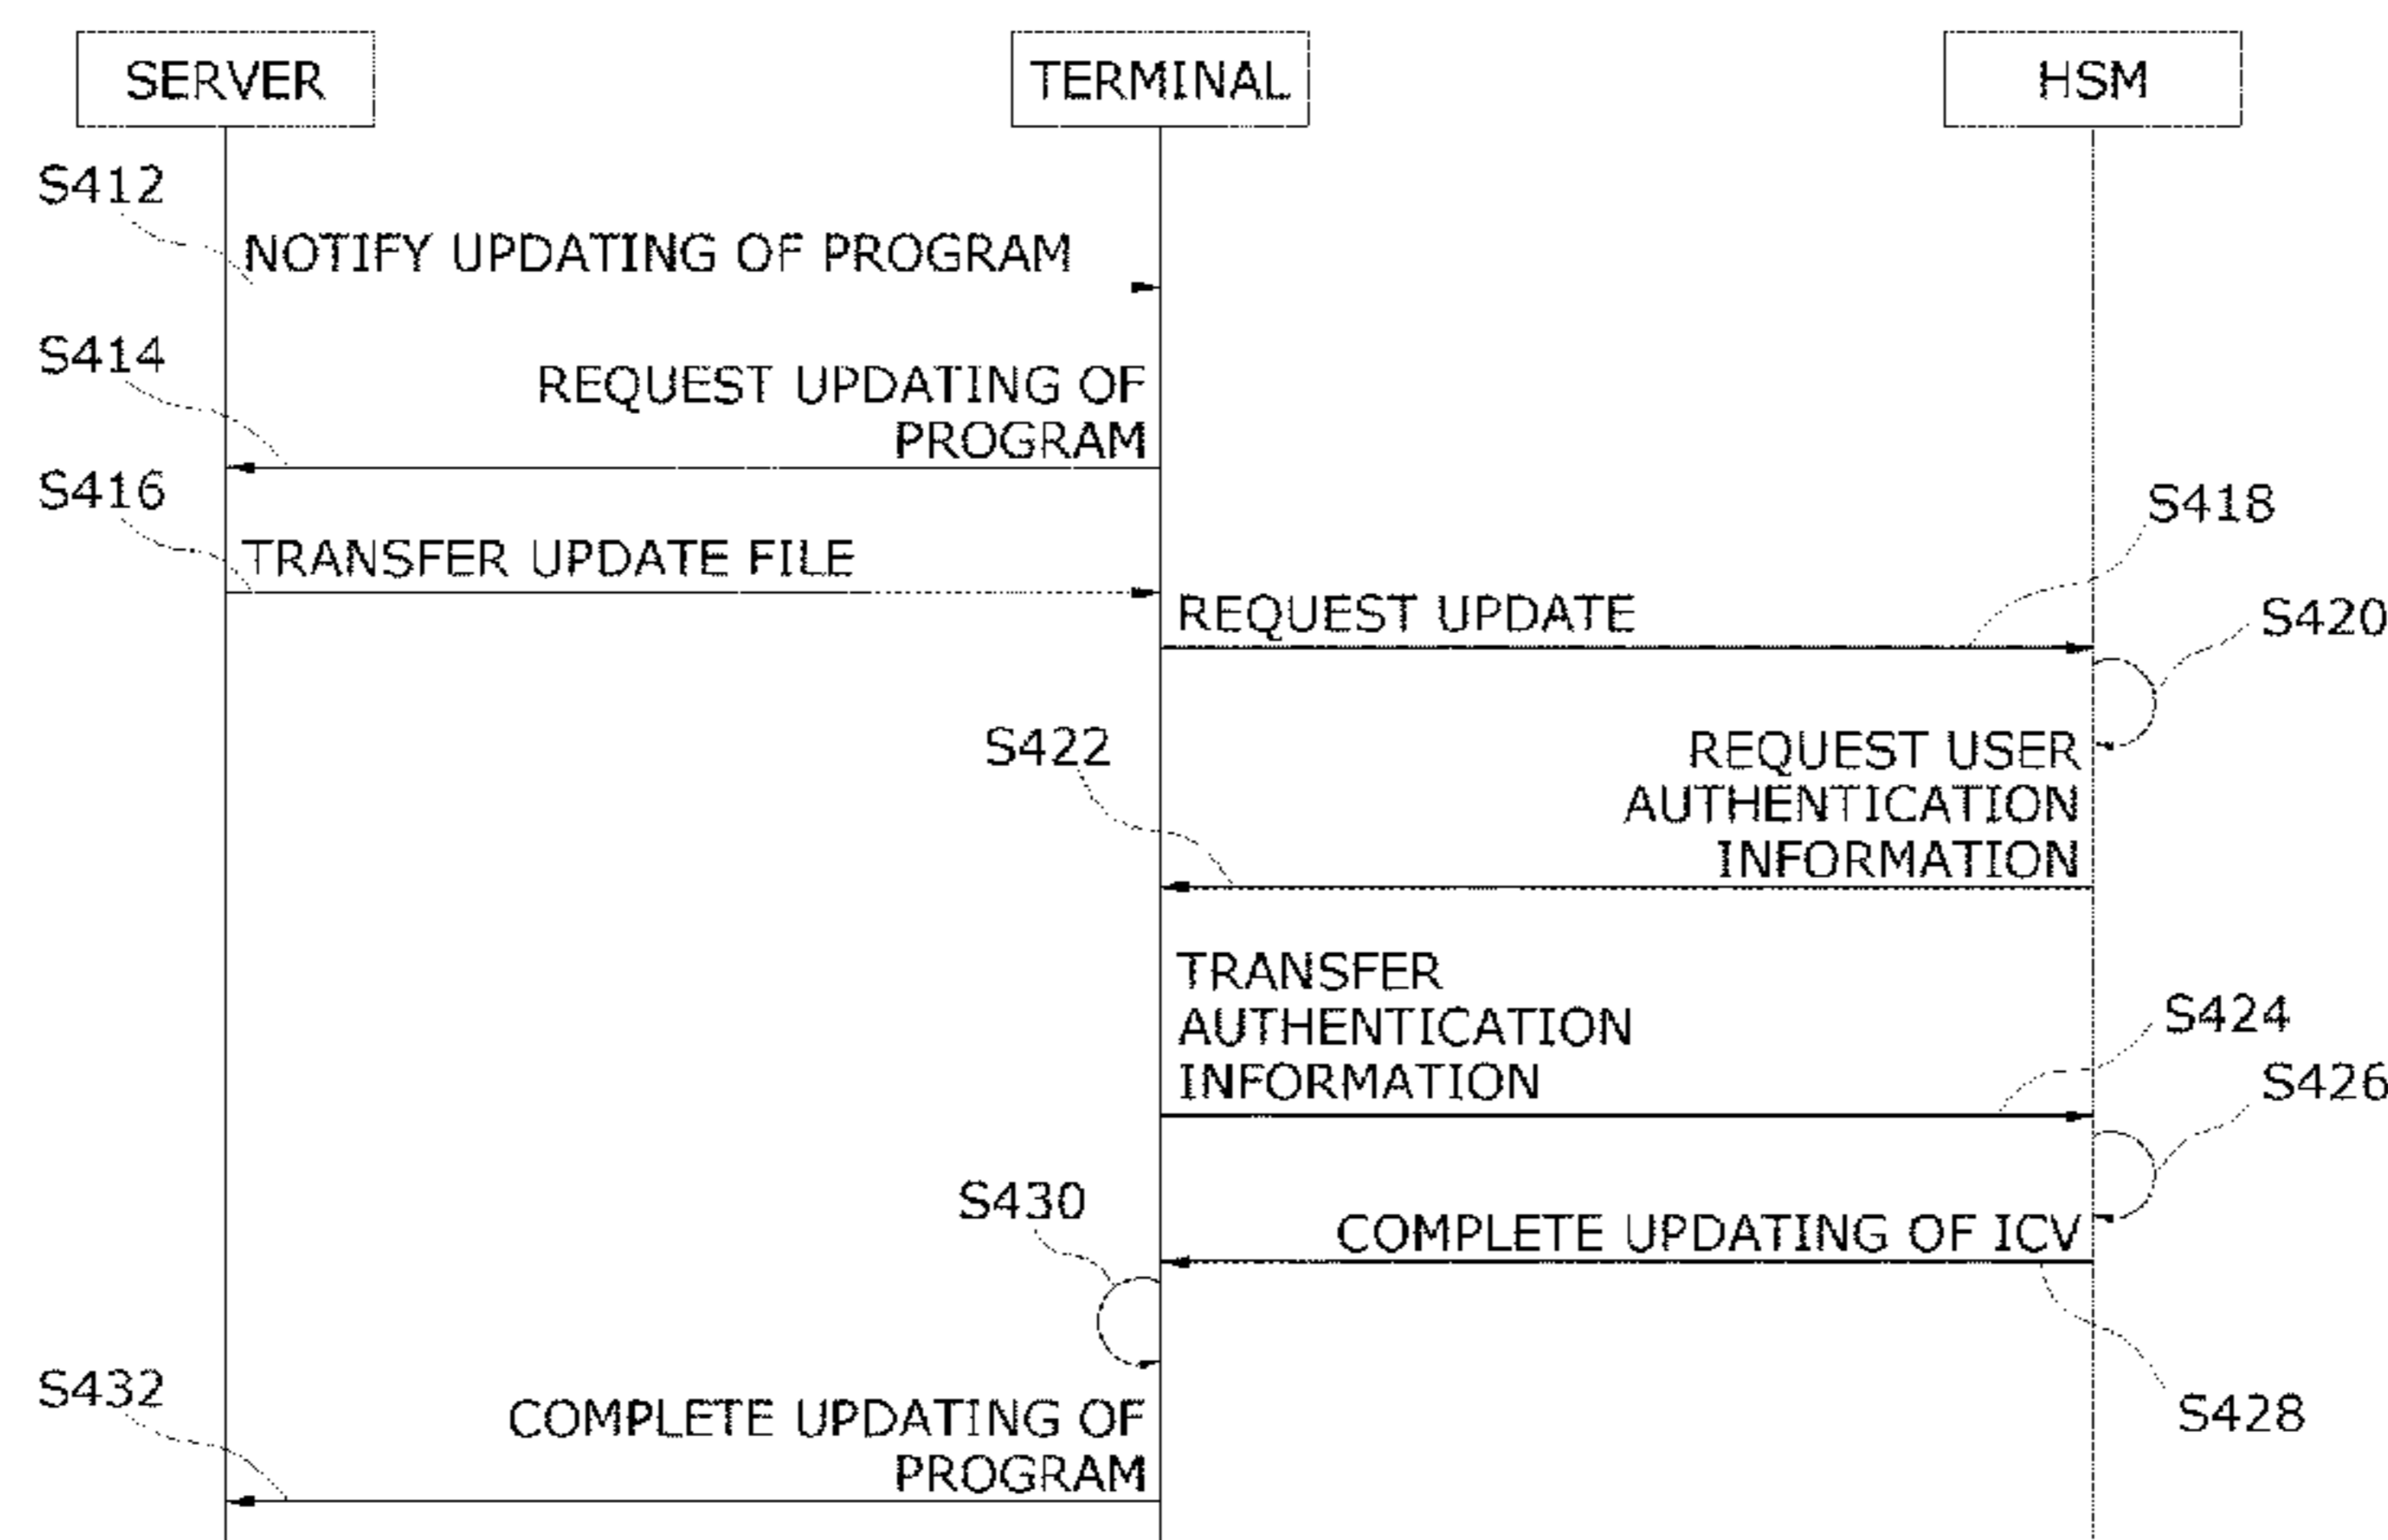 SERVER
TERMINAL
HSM
S412
NOTIFY UPDATING OF PROGRAM
S414
REQUEST UPDATING OF
PROGRAM
S416
TRANSFER UPDATE FILE
S418
REQUEST UPDATE
S420
S422
REQUEST USER
AUTHENTICATION
INFORMATION
TRANSFER
AUTHENTICATION
INFORMATION
S424
S426
S430
COMPLETE UPDATING OF ICV
S428
S432
COMPLETE UPDATING OF
PROGRAM